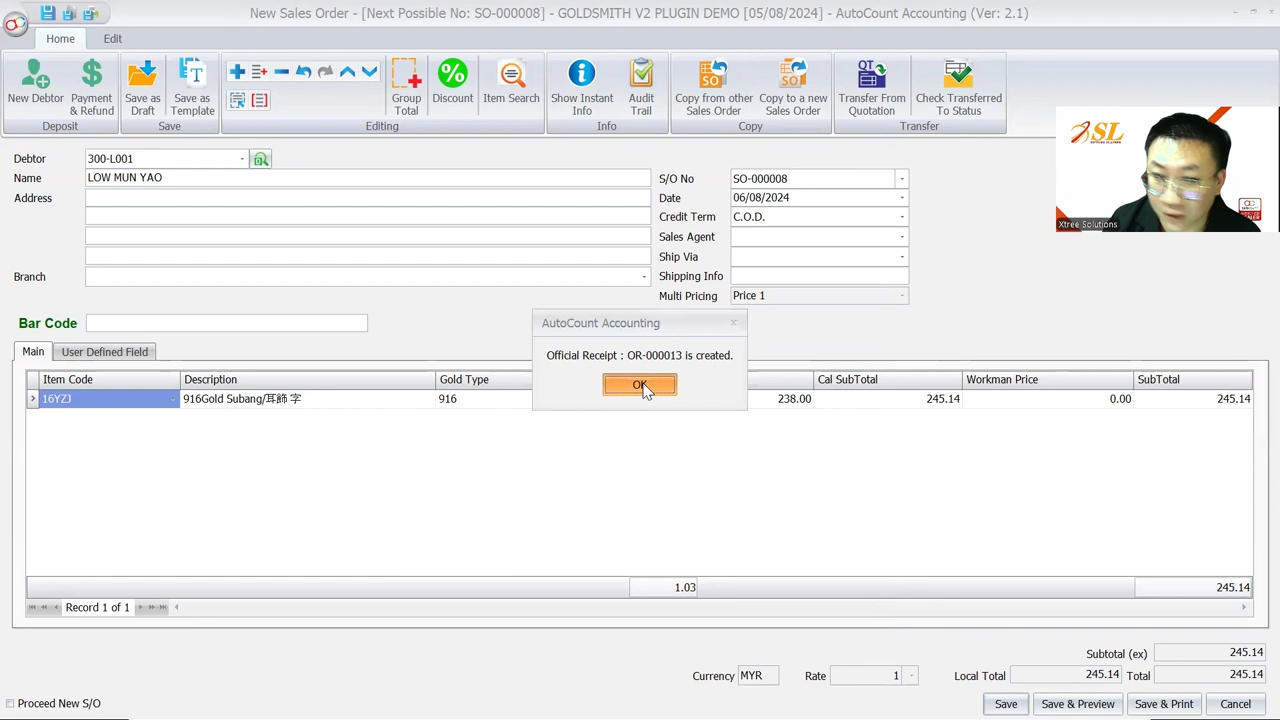 New Sales Order - [Next Possible No: SO-000008] - GOLDSMITH V2 PLUGIN DEMO [05/08/2024] - AutoCount Accounting (Ver: 2.1)
Home Edit
New Debtor
Payment & Refund
Save as Draft
Save as Template
Group Total
Discount
Item Search
Show Instant Info
Audit Trail
Copy from other Sales Order
Copy to a new Sales Order
Transfer From Quotation
Check Transferred To Status
Deposit Save Editing Info Copy Transfer
Debtor 300-L001
Name LOW MUN YAO
Address
Branch
S/O No SO-000008
Date 06/08/2024
Credit Term C.O.D.
Sales Agent
Ship Via
Shipping Info
Multi Pricing Price 1
SL
Xtree Solutions
Bar Code
AutoCount Accounting
Official Receipt : OR-000013 is created.
OK
Main User Defined Field
Item Code Description Gold Type Cal SubTotal Workman Price SubTotal
16YZJ 916Gold Subang/耳飾 字 916 238.00 245.14 0.00 245.14
1.03 245.14
Record 1 of 1
Subtotal (ex) 245.14
Currency MYR Rate 1 Local Total 245.14 Total 245.14
Proceed New S/O
Save Save & Preview Save & Print Cancel